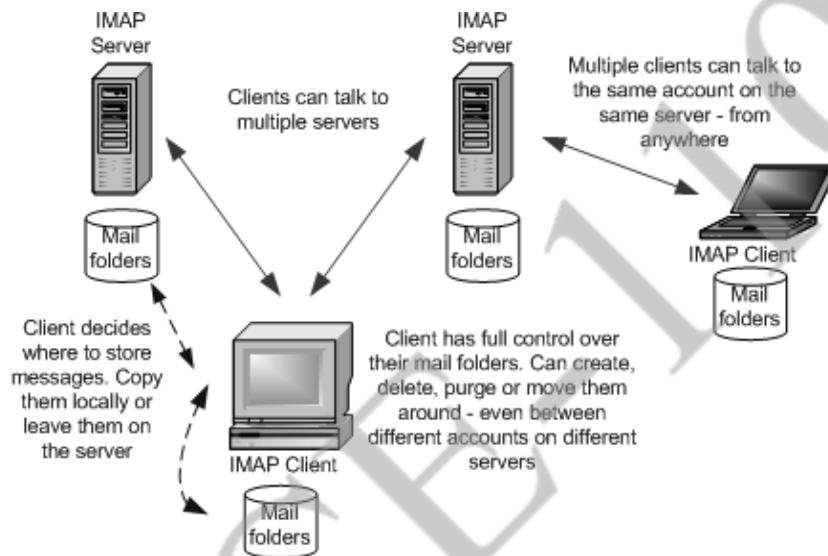 IMAP
Server
IMAP
Server
Clients can talk to
multiple servers
Multiple clients can talk to
the same account on the
same server - from
anywhere
Mail
folders
Mail
folders
IMAP Client
Mail
folders
Client decides
where to store
messages. Copy
them locally or
leave them on
the server
Client has full control over
their mail folders. Can create,
delete, purge or move them
around - even between
different accounts on different
servers
IMAP Client
Mail
folders
CE-110